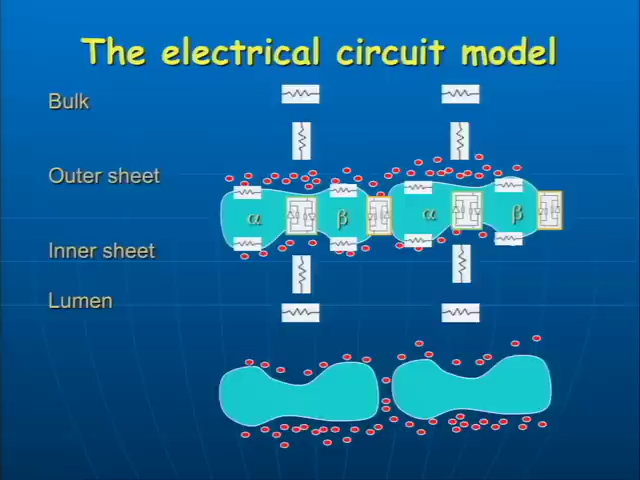 The electrical circuit model
Bulk
Outer sheet
α β α β
Inner sheet
Lumen